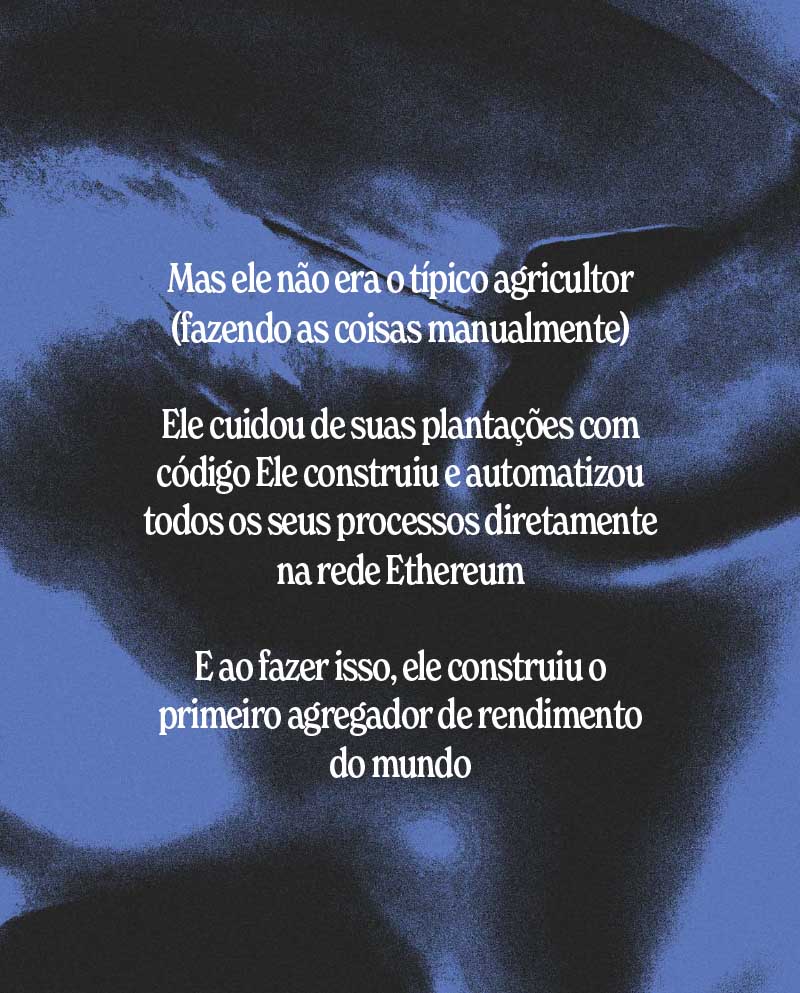 Mas ele não era o típico agricultor
(fazendo as coisas manualmente)
Ele cuidou de suas plantações com
código Ele construiu e automatizou
todos os seus processos diretamente
na rede Ethereum
E ao fazer isso, ele construiu o
primeiro agregador de rendimento
do mundo